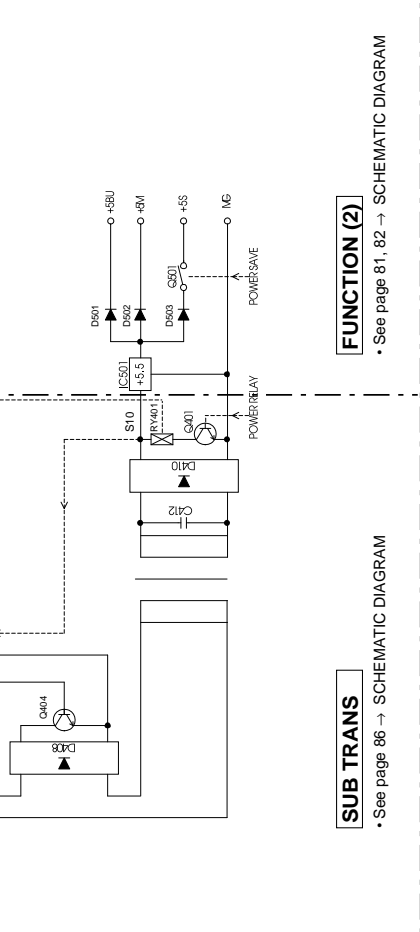 +5BU
+5M
+5S
MG
D501
D502
D503
Q501
POWER SAVE
IC501
+5.5
S10
RY401
Q401
POWER RELAY
D410
C412
Q404
D408
FUNCTION (2)
• See page 81, 82 → SCHEMATIC DIAGRAM
SUB TRANS
• See page 86 → SCHEMATIC DIAGRAM